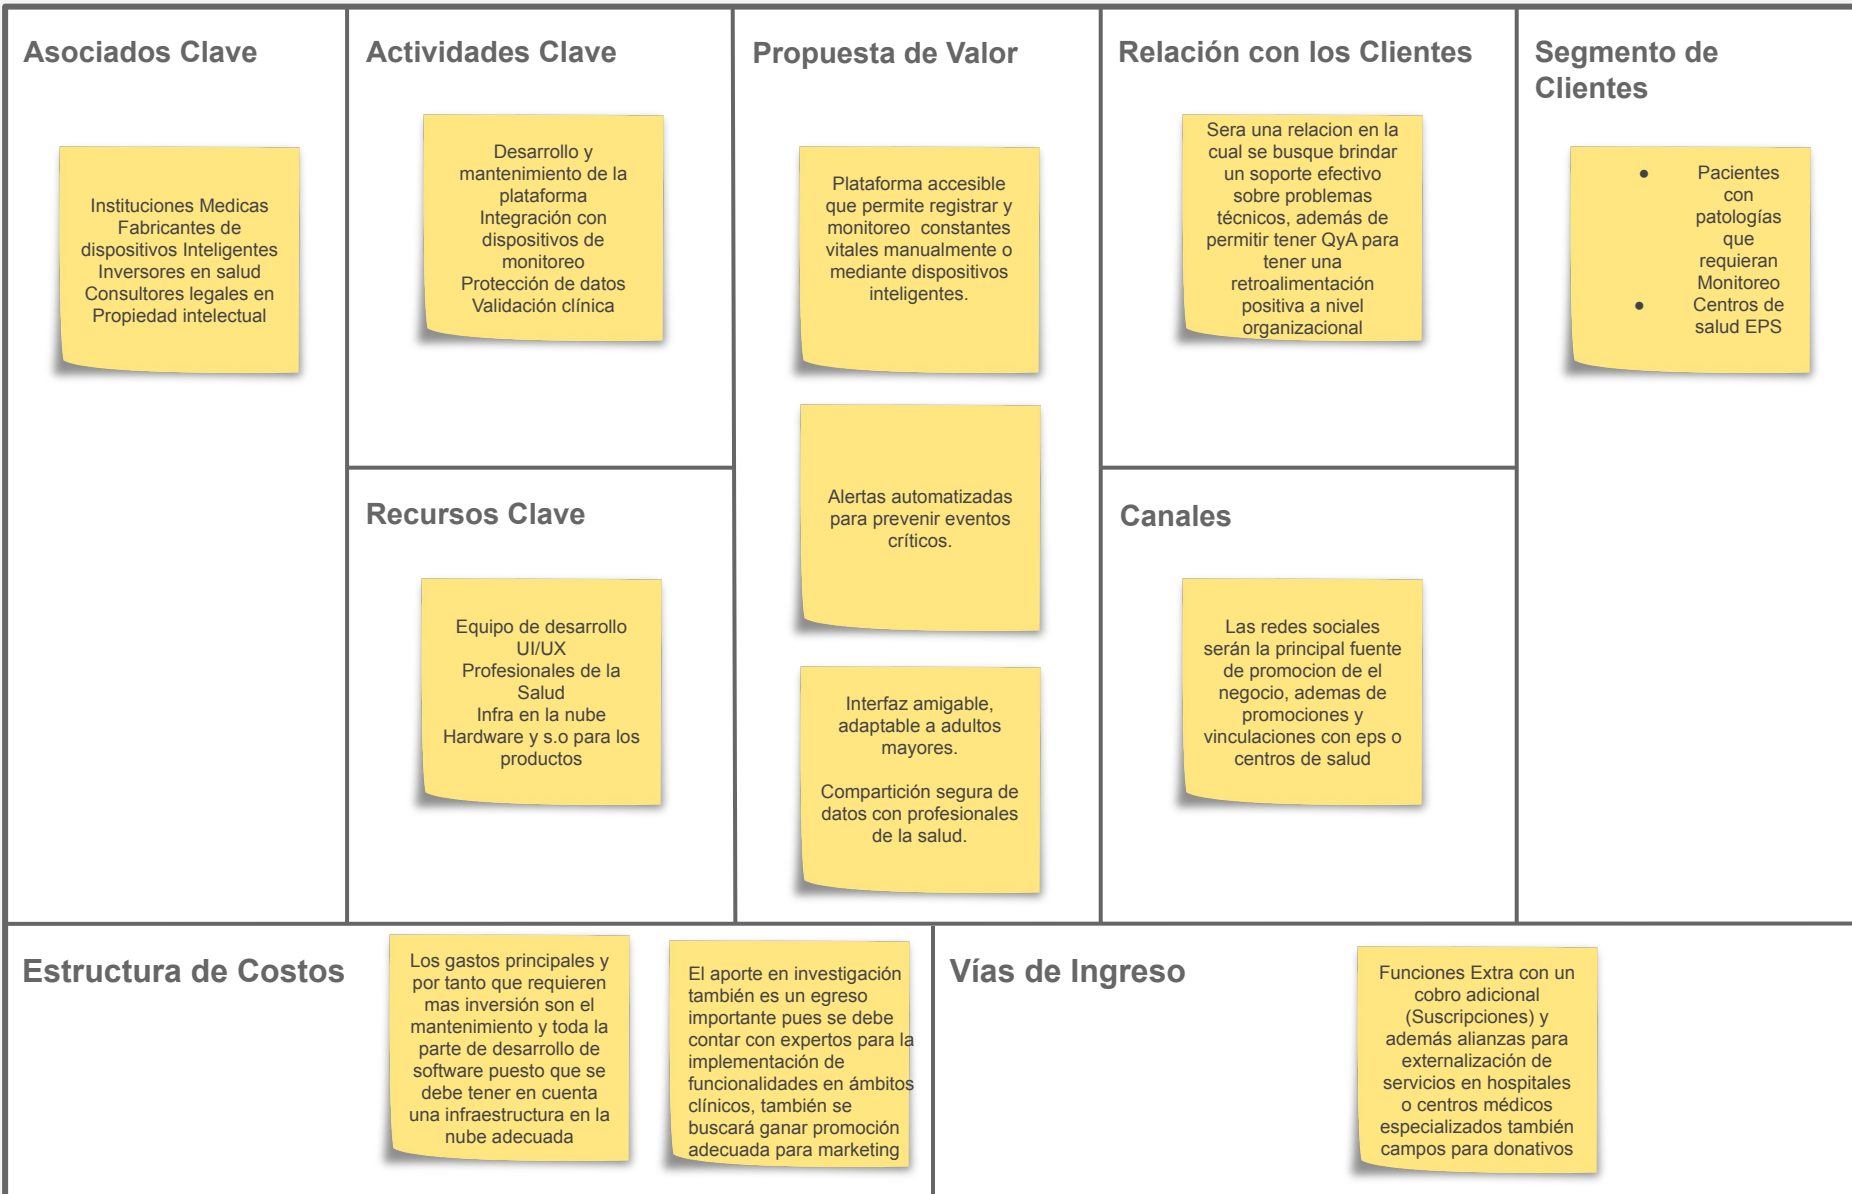 Asociados Clave
Instituciones Medicas
Fabricantes de
dispositivos Inteligentes
Inversores en salud
Consultores legales en
Propiedad intelectual
Actividades Clave
Desarrollo y
mantenimiento de la
plataforma
Integración con
dispositivos de
monitoreo
Protección de datos
Validación clínica
Recursos Clave
Equipo de desarrollo
UI/UX
Profesionales de la
Salud
Infra en la nube
Hardware y s.o para los
productos
Propuesta de Valor
Plataforma accesible
que permite registrar y
monitoreo constantes
vitales manualmente o
mediante dispositivos
inteligentes.
Alertas automatizadas
para prevenir eventos
críticos.
Interfaz amigable,
adaptable a adultos
mayores.
Compartición segura de
datos con profesionales
de la salud.
Relación con los Clientes
Sera una relacion en la
cual se busque brindar
un soporte efectivo
sobre problemas
técnicos, además de
permitir tener QyA para
tener una
retroalimentación
positiva a nivel
organizacional
Canales
Las redes sociales
serán la principal fuente
de promocion de el
negocio, ademas de
promociones y
vinculaciones con eps o
centros de salud
Segmento de
Clientes
● Pacientes
con
patologías
que
requieran
Monitoreo
● Centros de
salud EPS
Estructura de Costos
Los gastos principales y
por tanto que requieren
mas inversión son el
mantenimiento y toda la
parte de desarrollo de
software puesto que se
debe tener en cuenta
una infraestructura en la
nube adecuada
El aporte en investigación
también es un egreso
importante pues se debe
contar con expertos para la
implementación de
funcionalidades en ámbitos
clínicos, también se
buscará ganar promoción
adecuada para marketing
Vías de Ingreso
Funciones Extra con un
cobro adicional
(Suscripciones) y
además alianzas para
externalización de
servicios en hospitales
o centros médicos
especializados también
campos para donativos